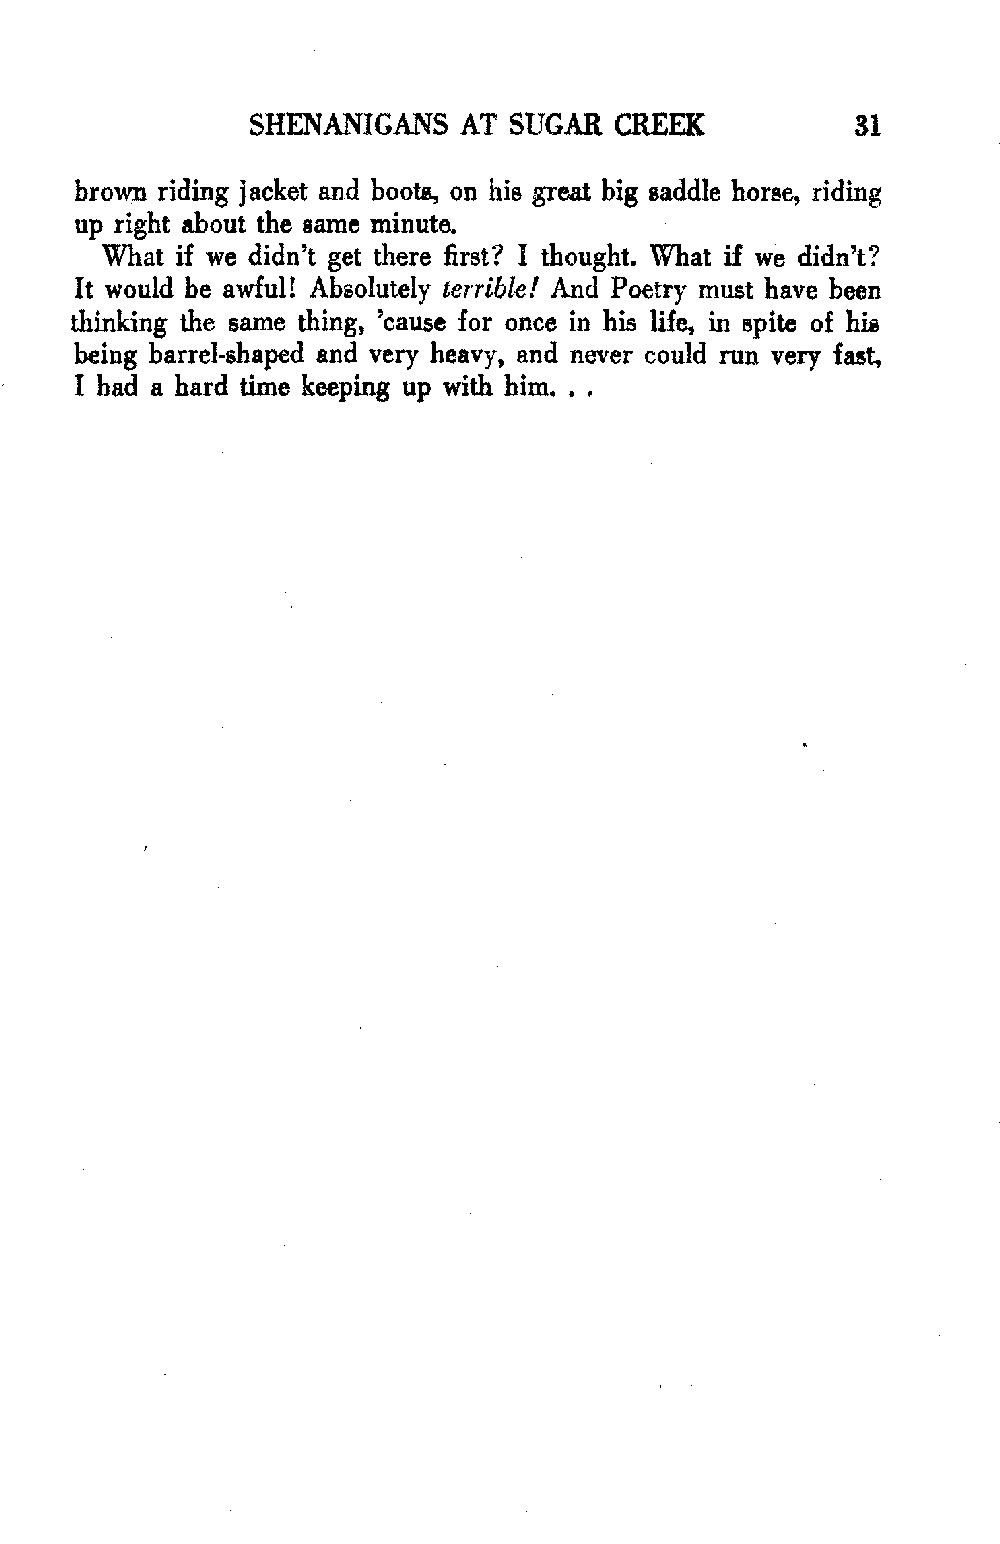 SHENANIGANS AT SUGAR CREEK 31
brown riding jacket and boots, on his great big saddle horse, riding
up right about the same minute.
What if we didn't get there first? I thought. What if we didn't?
It would be awful! Absolutely terrible! And Poetry must have been
thinking the same thing, 'cause for once in his life, in spite of his
being barrel-shaped and very heavy, and never could run very fast,
I had a hard time keeping up with him. . .